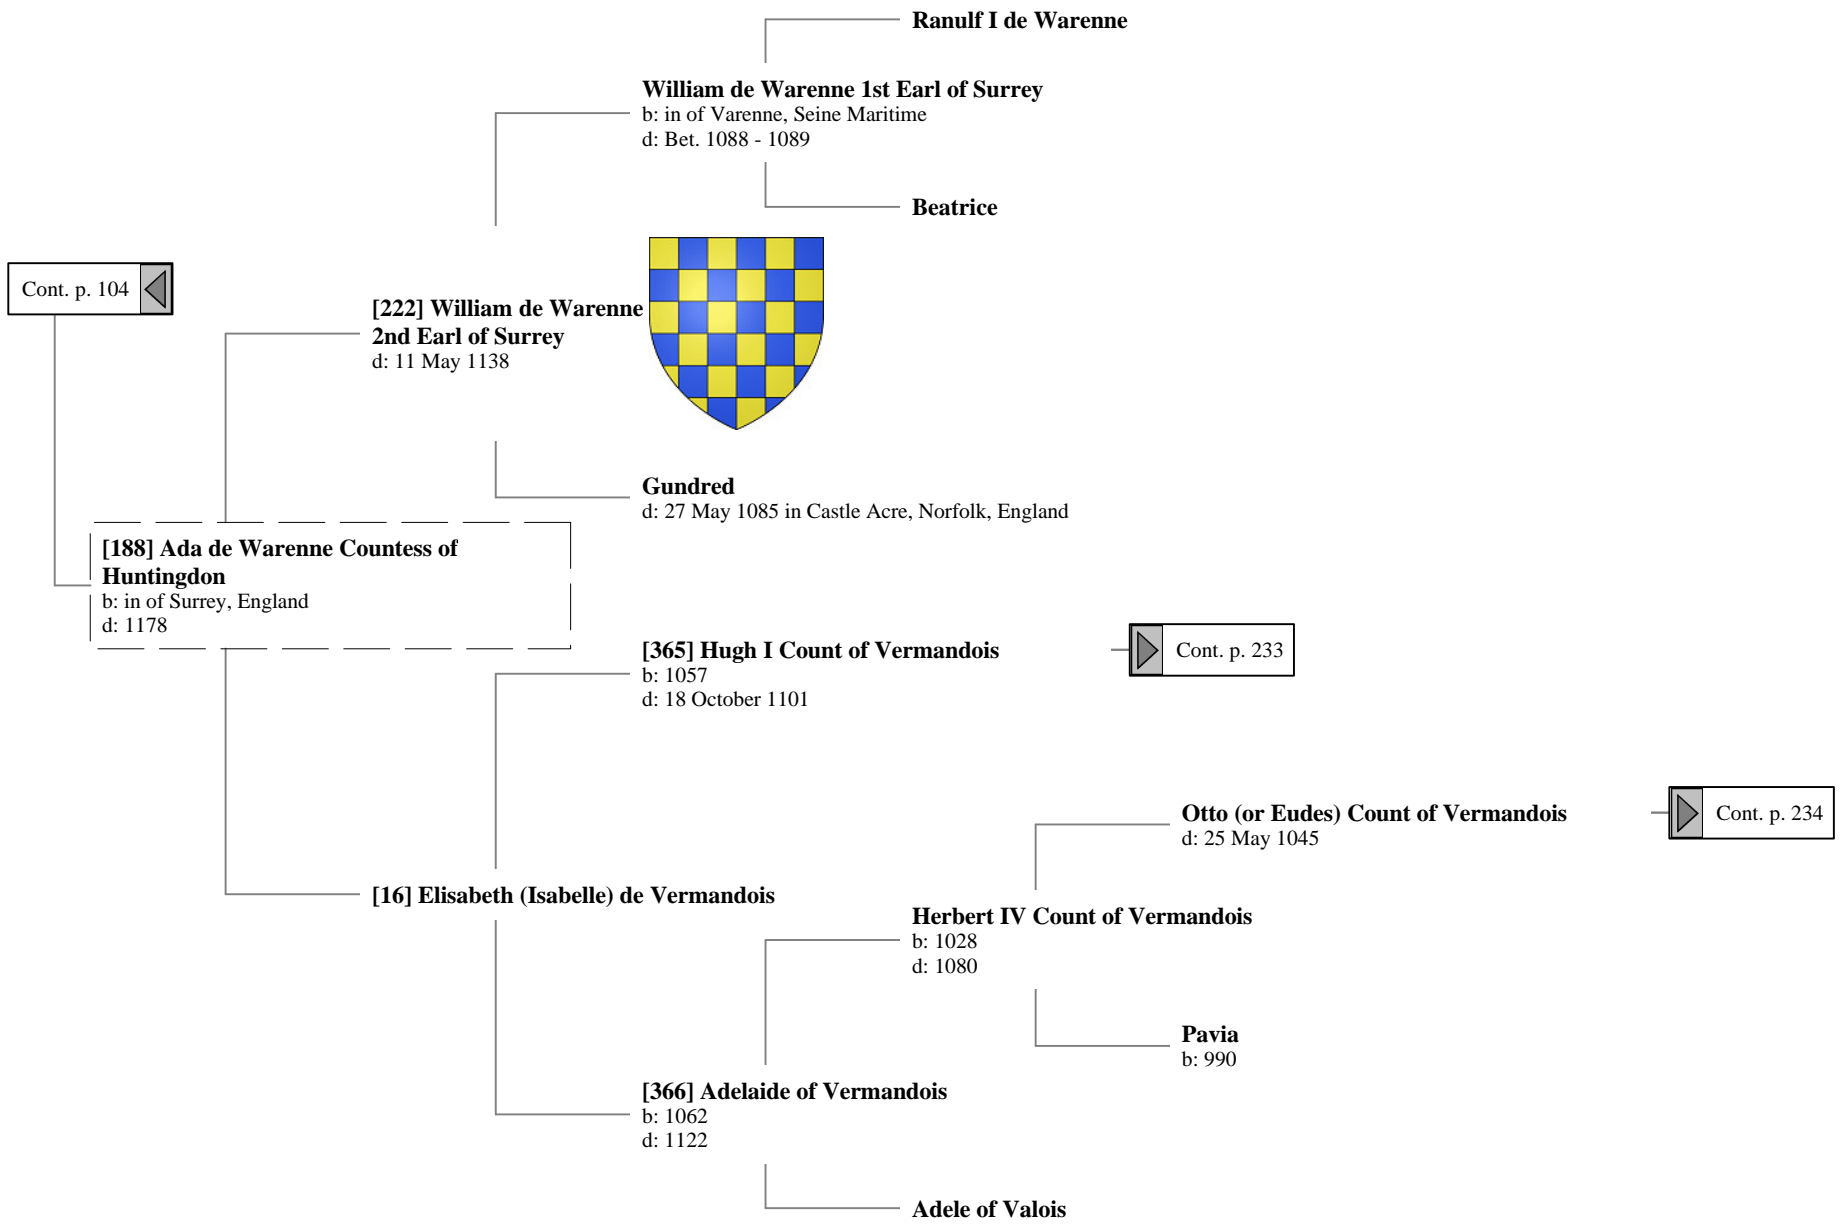 Ranulf I de Warenne
William de Warenne 1st Earl of Surrey
b: in of Varenne, Seine Maritime
d: Bet. 1088 - 1089
Beatrice
Cont. p. 104
[222] William de Warenne
2nd Earl of Surrey
d: 11 May 1138
Gundred
d: 27 May 1085 in Castle Acre, Norfolk, England
[188] Ada de Warenne Countess of
Huntingdon
b: in of Surrey, England
d: 1178
[365] Hugh I Count of Vermandois
b: 1057
d: 18 October 1101
Cont. p. 233
Otto (or Eudes) Count of Vermandois
d: 25 May 1045
Cont. p. 234
[16] Elisabeth (Isabelle) de Vermandois
Herbert IV Count of Vermandois
b: 1028
d: 1080
Pavia
b: 990
[366] Adelaide of Vermandois
b: 1062
d: 1122
Adele of Valois